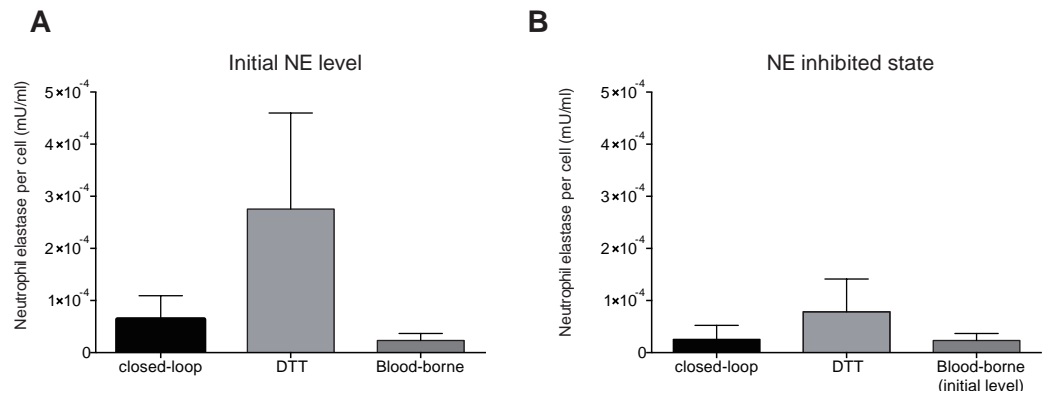 A
Initial NE level
Neutrophil elastase per cell (mU/ml)
5×10⁻⁴
4×10⁻⁴
3×10⁻⁴
2×10⁻⁴
1×10⁻⁴
0
closed-loop DTT Blood-borne
B
NE inhibited state
Neutrophil elastase per cell (mU/ml)
5×10⁻⁴
4×10⁻⁴
3×10⁻⁴
2×10⁻⁴
1×10⁻⁴
0
closed-loop DTT Blood-borne
(initial level)